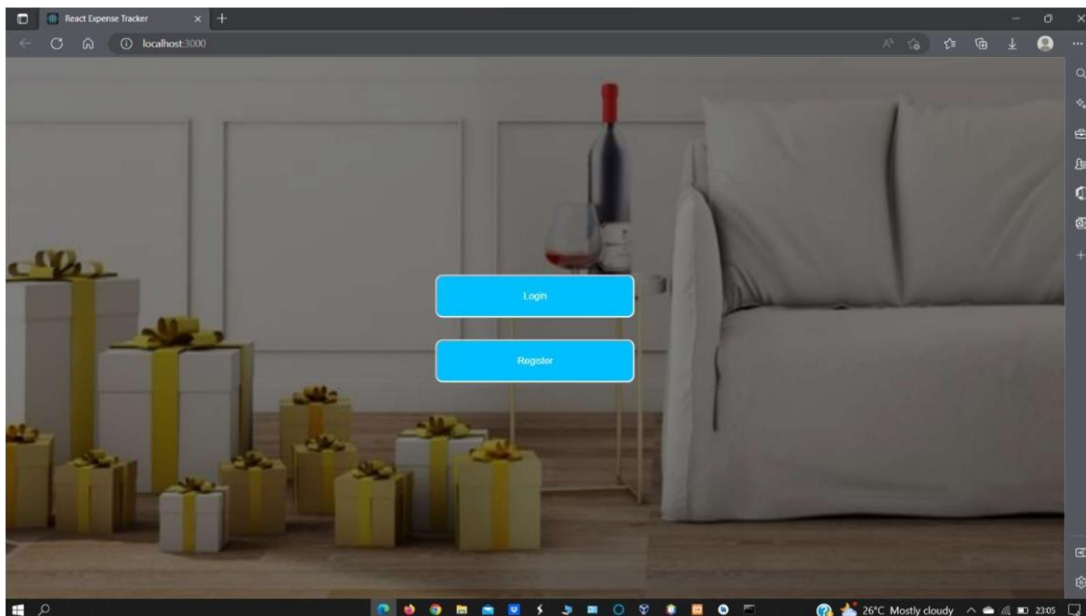 React Expense Tracker
localhost:3000
Login
Register
26°C Mostly cloudy
23:05